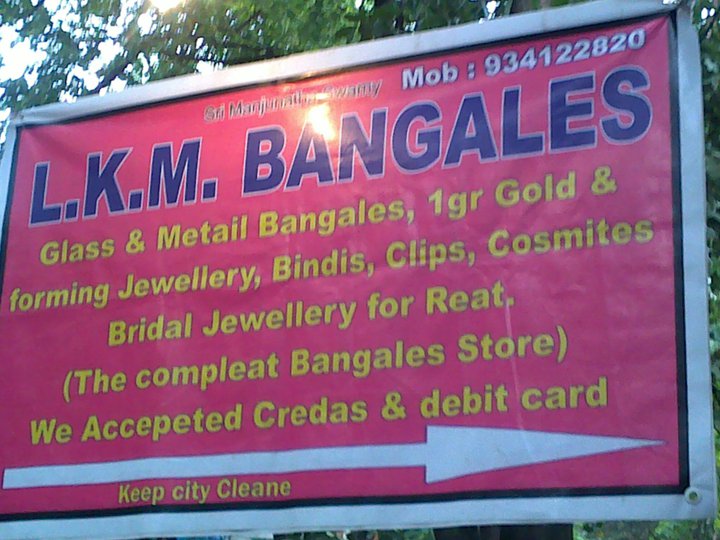 Sri Manjunatha Swamy Mob : 934122820
L.K.M. BANGALES
Glass & Metail Bangales, 1gr Gold &
forming Jewellery, Bindis, Clips, Cosmites
Bridal Jewellery for Reat.
(The compleat Bangales Store)
We Accepeted Credas & debit card
Keep city Cleane